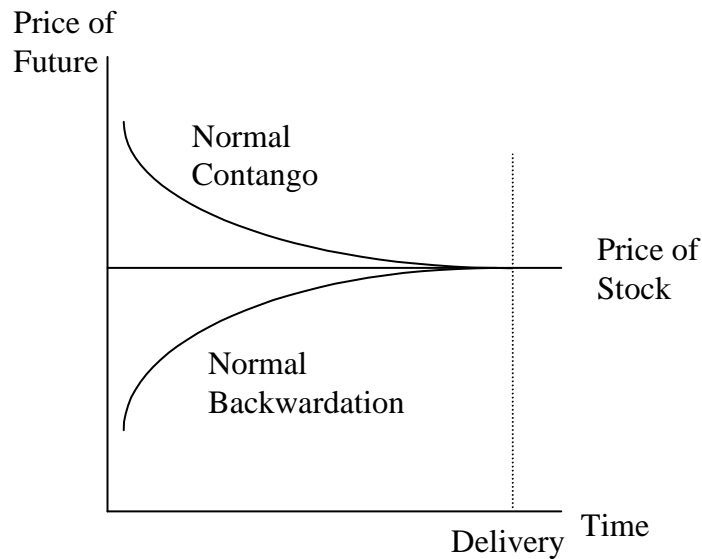 Price of
Future
Normal
Contango
Price of
Stock
Normal
Backwardation
Time
Delivery